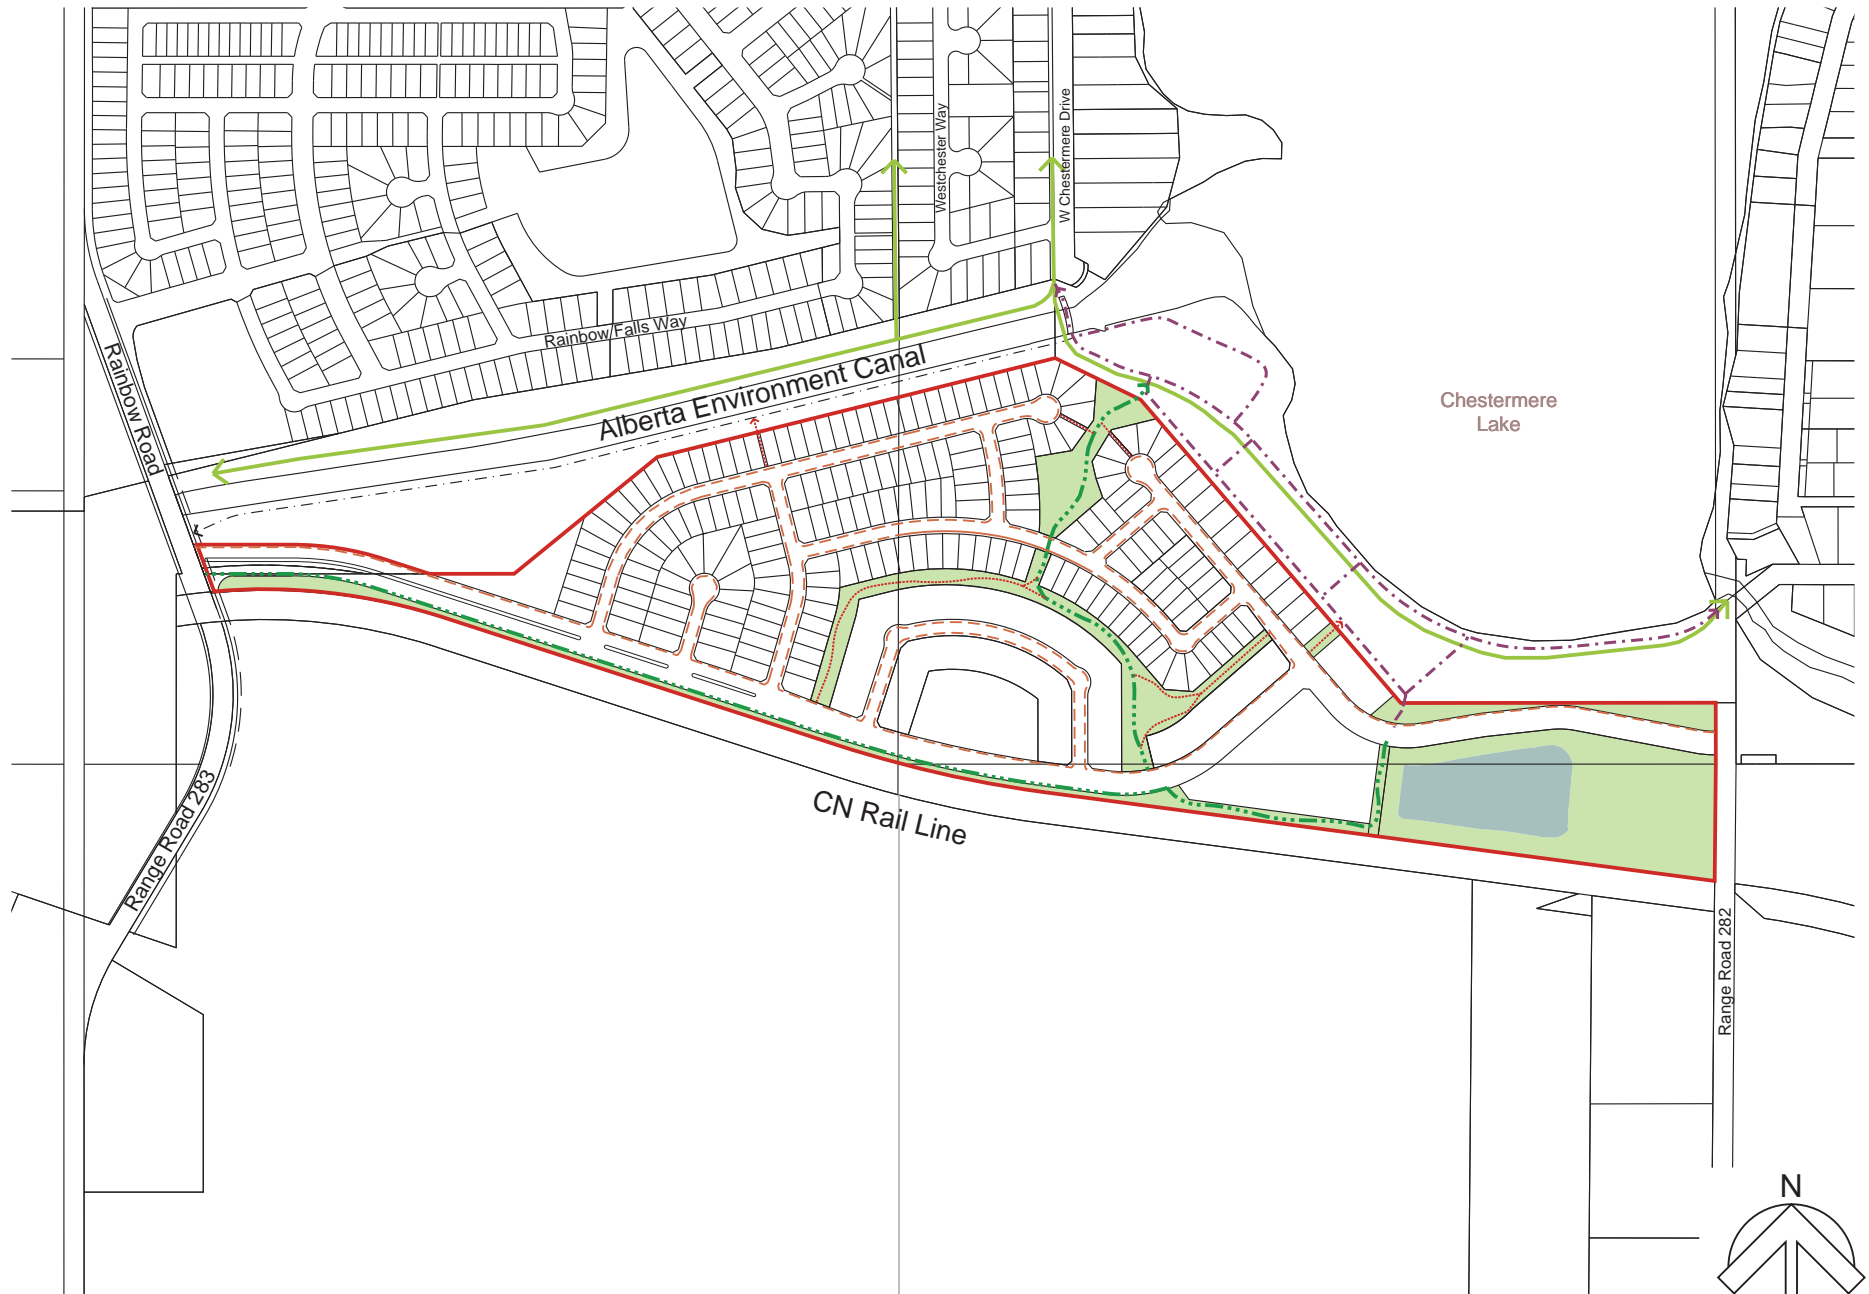 Westchester Way
W Chestermere Drive
Rainbow Falls Way
Rainbow Road
Alberta Environment Canal
Chestermere
Lake
CN Rail Line
Range Road 283
Range Road 282
N